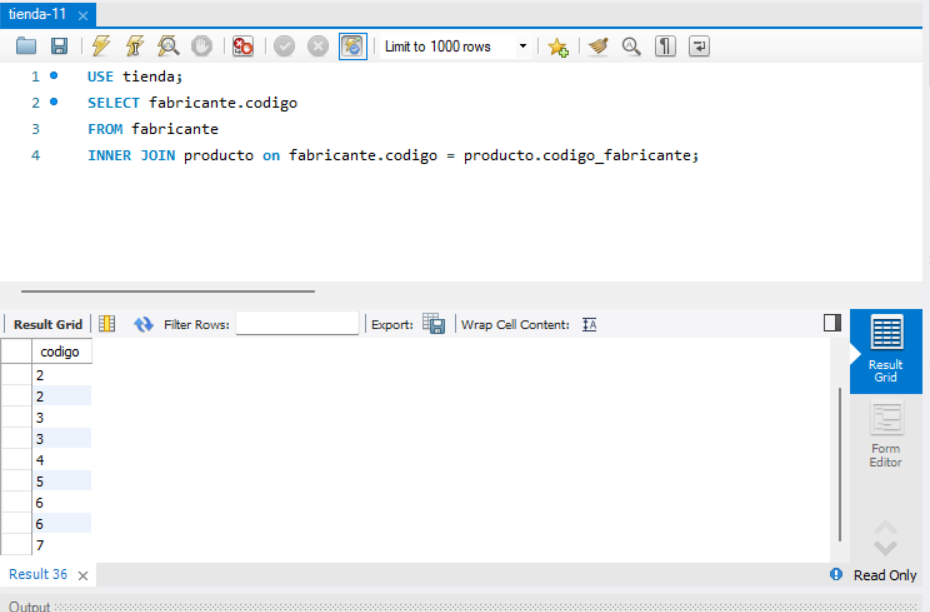 tienda-11
Limit to 1000 rows
1 USE tienda;
2 SELECT fabricante.codigo
3 FROM fabricante
4 INNER JOIN producto on fabricante.codigo = producto.codigo_fabricante;
Result Grid Filter Rows: Export: Wrap Cell Content:
codigo
2
2
3
3
4
5
6
6
7
Result
Grid
Form
Editor
Result 36 Read Only
Output